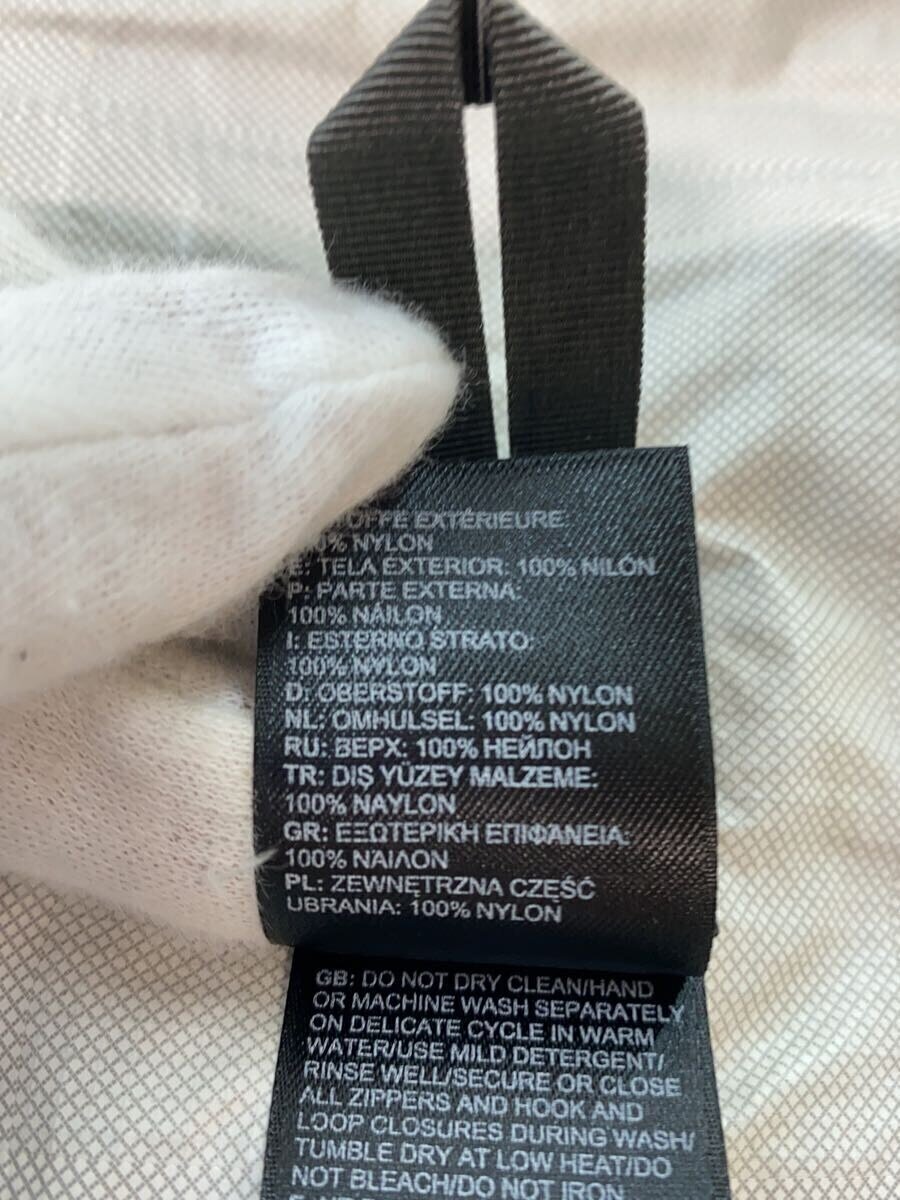 EXTÉRIEURE:
NYLON
E: TELA EXTERIOR: 100% NILÓN
P: PARTE EXTERNA:
100% NÁILON
I: ESTERNO STRATO:
100% NYLON
D: OBERSTOFF: 100% NYLON
NL: OMHULSEL: 100% NYLON
RU: ВЕРХ: 100% НЕЙЛОН
TR: DIŞ YÜZEY MALZEME:
100% NAYLON
GR: ΕΞΩΤΕΡΙΚΗ ΕΠΙΦΆΝΕΙΑ:
100% ΝΑΙΛΟΝ
PL: ZEWNĘTRZNA CZĘŚĆ
UBRANIA: 100% NYLON
GB: DO NOT DRY CLEAN/HAND
OR MACHINE WASH SEPARATELY
ON DELICATE CYCLE IN WARM
WATER/USE MILD DETERGENT/
RINSE WELL/SECURE OR CLOSE
ALL ZIPPERS AND HOOK AND
LOOP CLOSURES DURING WASH/
TUMBLE DRY AT LOW HEAT/DO
NOT BLEACH/DO NOT IRON